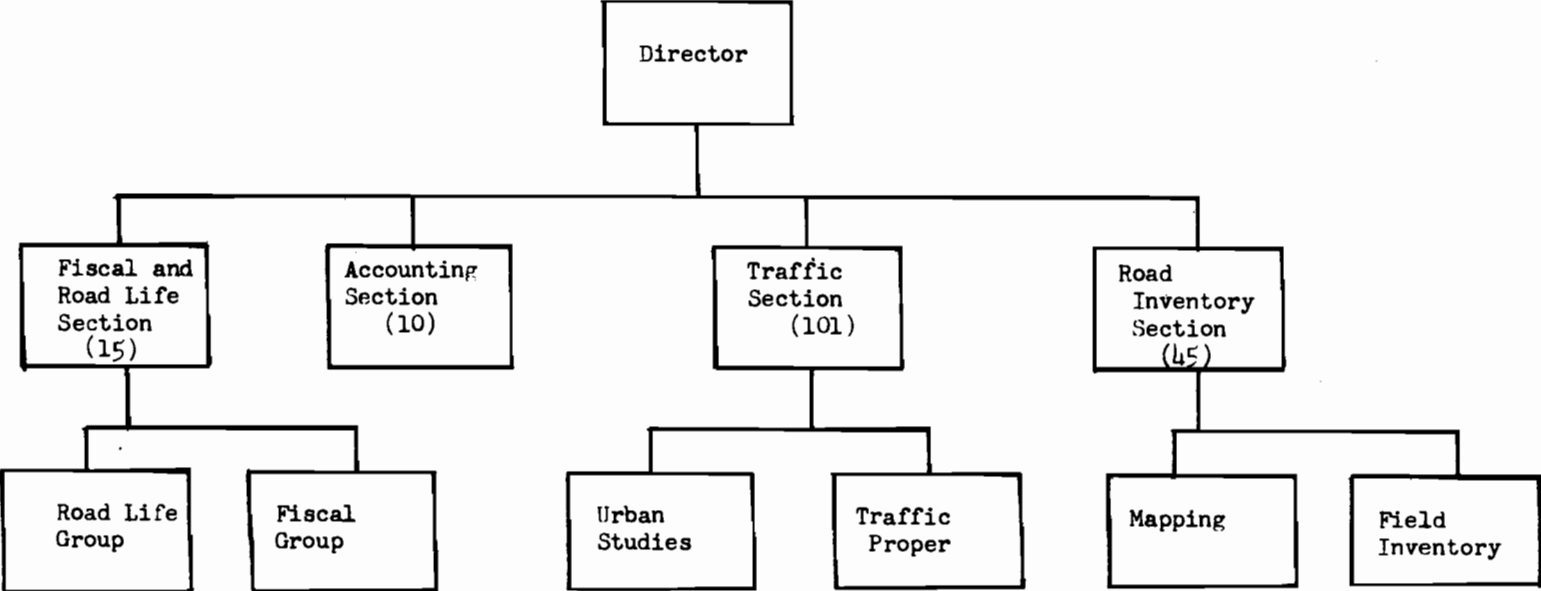 Director
Fiscal and
Road Life
Section
(15)
Accounting
Section
(10)
Traffic
Section
(101)
Road
Inventory
Section
(45)
Road Life
Group
Fiscal
Group
Urban
Studies
Traffic
Proper
Mapping
Field
Inventory